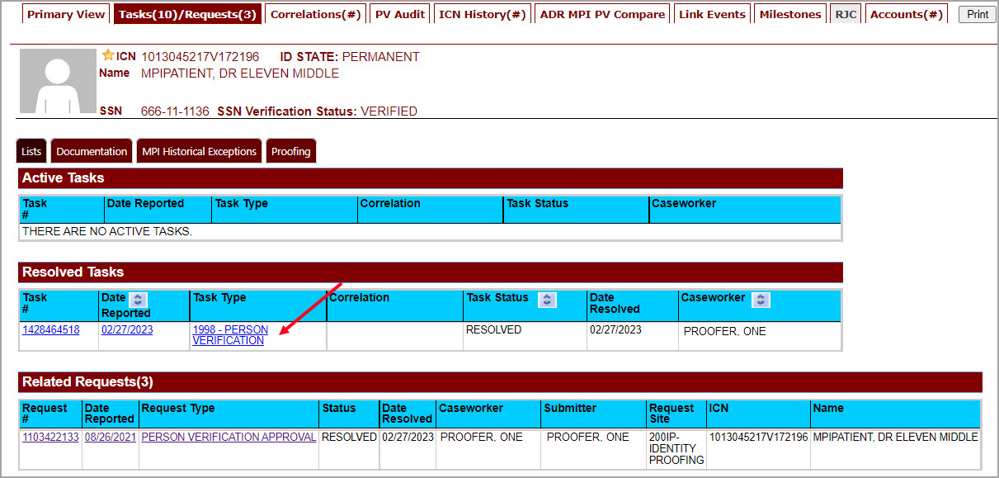 Primary View Tasks(10)/Requests(3) Correlations(#) PV Audit ICN History(#) ADR MPI PV Compare Link Events Milestones RJC Accounts(#) Print
ICN 1013045217V172196 ID STATE: PERMANENT
Name MPIPATIENT, DR ELEVEN MIDDLE
SSN 666-11-1136 SSN Verification Status: VERIFIED
Lists Documentation MPI Historical Exceptions Proofing
Active Tasks
Task Date Reported Task Type Correlation Task Status Caseworker
#
THERE ARE NO ACTIVE TASKS.
Resolved Tasks
Task Date Task Type Correlation Task Status Date Caseworker
# Reported Resolved
1428464518 02/27/2023 1998 - PERSON RESOLVED 02/27/2023 PROOFER, ONE
VERIFICATION
Related Requests(3)
Request Date Request Type Status Date Caseworker Submitter Request ICN Name
# Reported Resolved Site
1103422133 08/26/2021 PERSON VERIFICATION APPROVAL RESOLVED 02/27/2023 PROOFER, ONE PROOFER, ONE 200IP- 1013045217V172196 MPIPATIENT, DR ELEVEN MIDDLE
IDENTITY
PROOFING